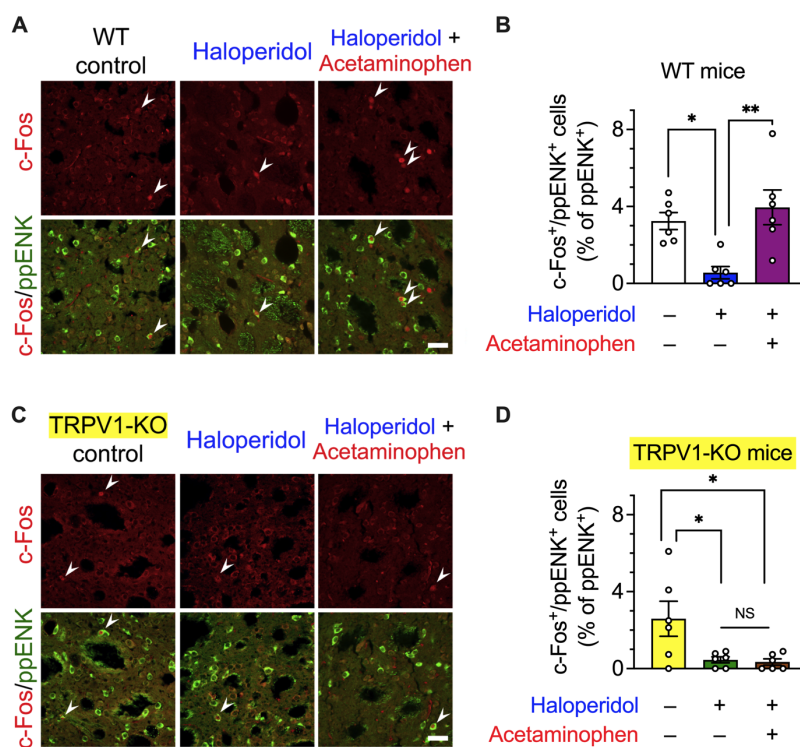 A
WT
control
Haloperidol
Haloperidol +
Acetaminophen
c-Fos
c-Fos/ppENK
B
WT mice
c-Fos⁺/ppENK⁺ cells
(% of ppENK⁺)
8
4
0
* **
Haloperidol – + +
Acetaminophen – – +
C
TRPV1-KO
control
Haloperidol
Haloperidol +
Acetaminophen
c-Fos
c-Fos/ppENK
D
TRPV1-KO mice
c-Fos⁺/ppENK⁺ cells
(% of ppENK⁺)
8
4
0
*
*
NS
Haloperidol – + +
Acetaminophen – – +